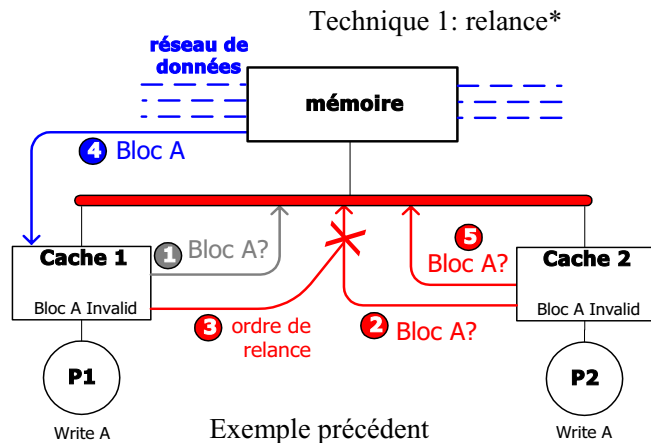 Technique 1: relance*
réseau de
données
mémoire
4 Bloc A
1 Bloc A?
5
Bloc A?
Cache 1
Cache 2
Bloc A Invalid
Bloc A Invalid
3 ordre de
relance
2 Bloc A?
P1
P2
Write A
Exemple précédent
Write A